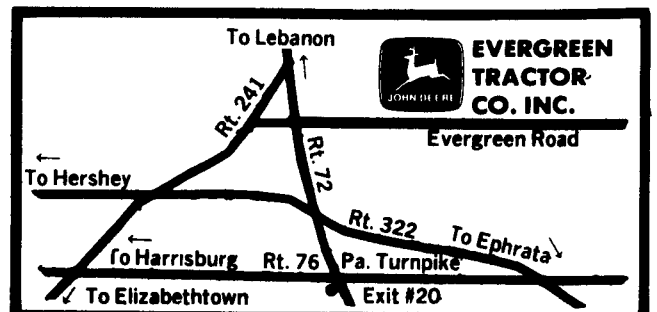 To Lebanon
EVERGREEN
TRACTOR
CO. INC.
JOHN DEERE
Rt. 241
Evergreen Road
To Hershey
Rt. 72
Rt. 322
To Ephrata
To Harrisburg
Rt. 76
Pa. Turnpike
To Elizabethtown
Exit #20